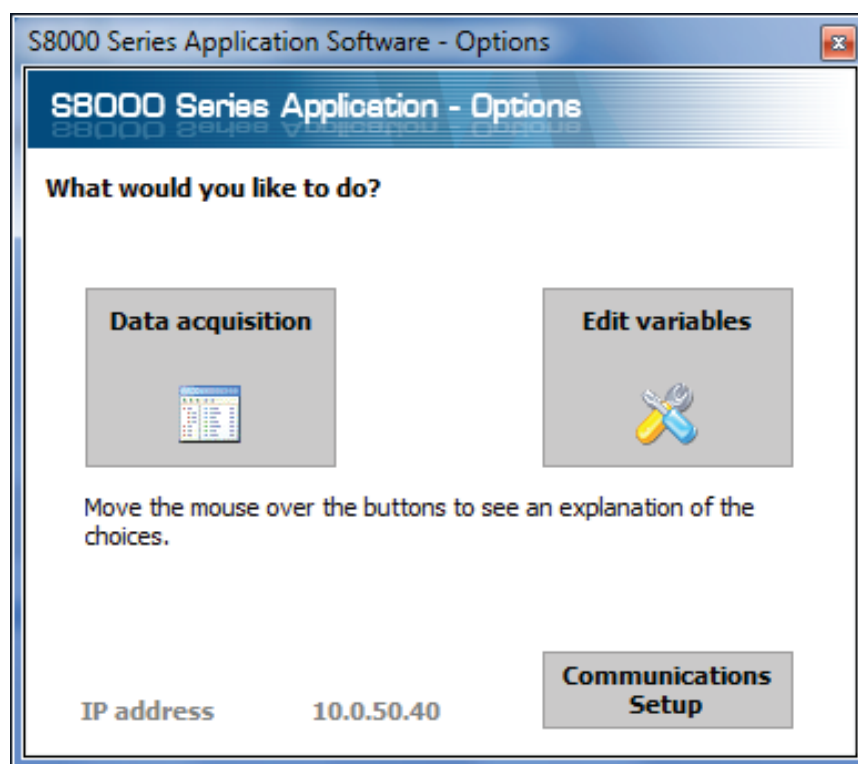 S8000 Series Application Software - Options
S8000 Series Application - Options
What would you like to do?
Data acquisition
Edit variables
Move the mouse over the buttons to see an explanation of the
choices.
Communications
Setup
IP address 10.0.50.40